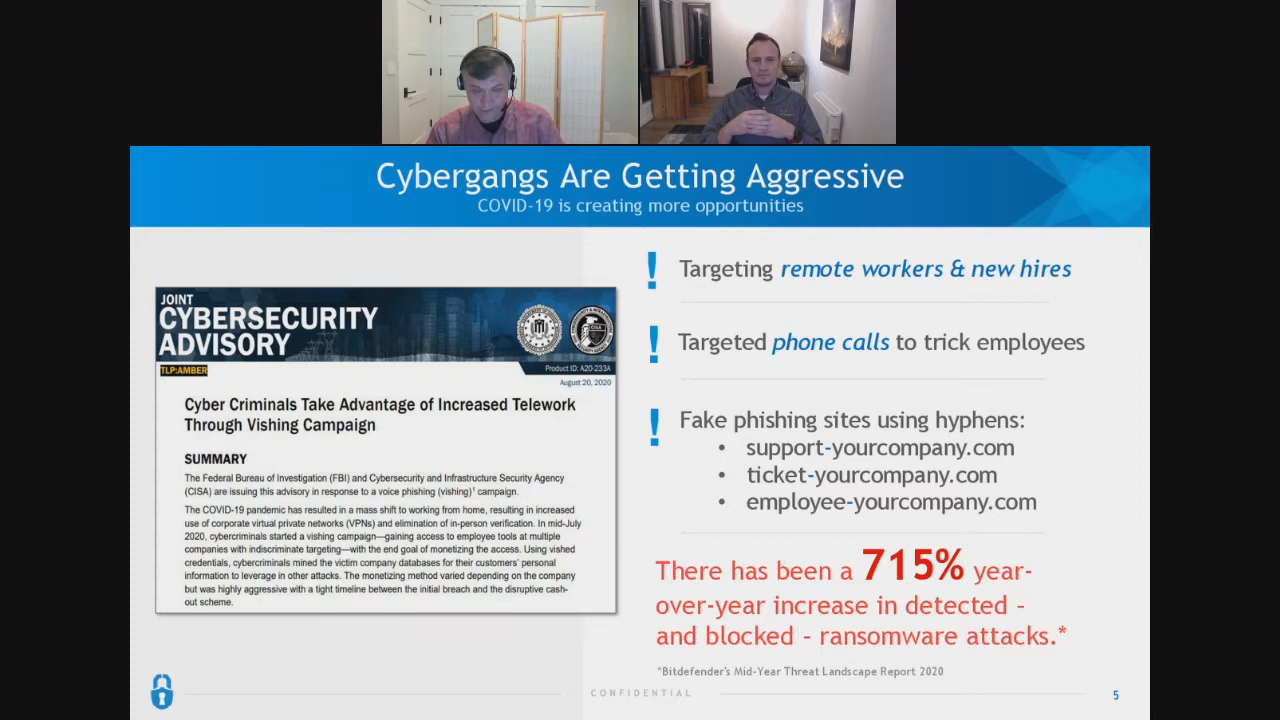 Cybergangs Are Getting Aggressive
COVID-19 is creating more opportunities
JOINT
CYBERSECURITY
ADVISORY
TLP:AMBER
CISA
Product ID: A20-233A
August 20, 2020
Cyber Criminals Take Advantage of Increased Telework
Through Vishing Campaign
SUMMARY
The Federal Bureau of Investigation (FBI) and Cybersecurity and Infrastructure Security Agency
(CISA) are issuing this advisory in response to a voice phishing (vishing)¹ campaign.
The COVID-19 pandemic has resulted in a mass shift to working from home, resulting in increased
use of corporate virtual private networks (VPNs) and elimination of in-person verification. In mid-July
2020, cybercriminals started a vishing campaign—gaining access to employee tools at multiple
companies with indiscriminate targeting—with the end goal of monetizing the access. Using vished
credentials, cybercriminals mined the victim company databases for their customers' personal
information to leverage in other attacks. The monetizing method varied depending on the company
but was highly aggressive with a tight timeline between the initial breach and the disruptive cash-
out scheme.
! Targeting remote workers & new hires
! Targeted phone calls to trick employees
! Fake phishing sites using hyphens:
• support-yourcompany.com
• ticket-yourcompany.com
• employee-yourcompany.com
There has been a 715% year-
over-year increase in detected –
and blocked – ransomware attacks.*
*Bitdefender's Mid-Year Threat Landscape Report 2020
CONFIDENTIAL
5